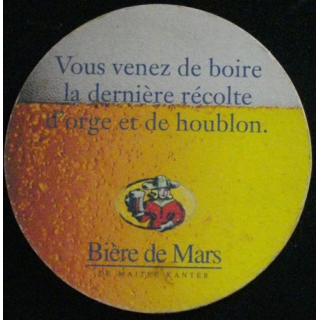 Vous venez de boire
la dernière récolte
d'orge et de houblon.
Bière de Mars
DE MAITRE KANTER